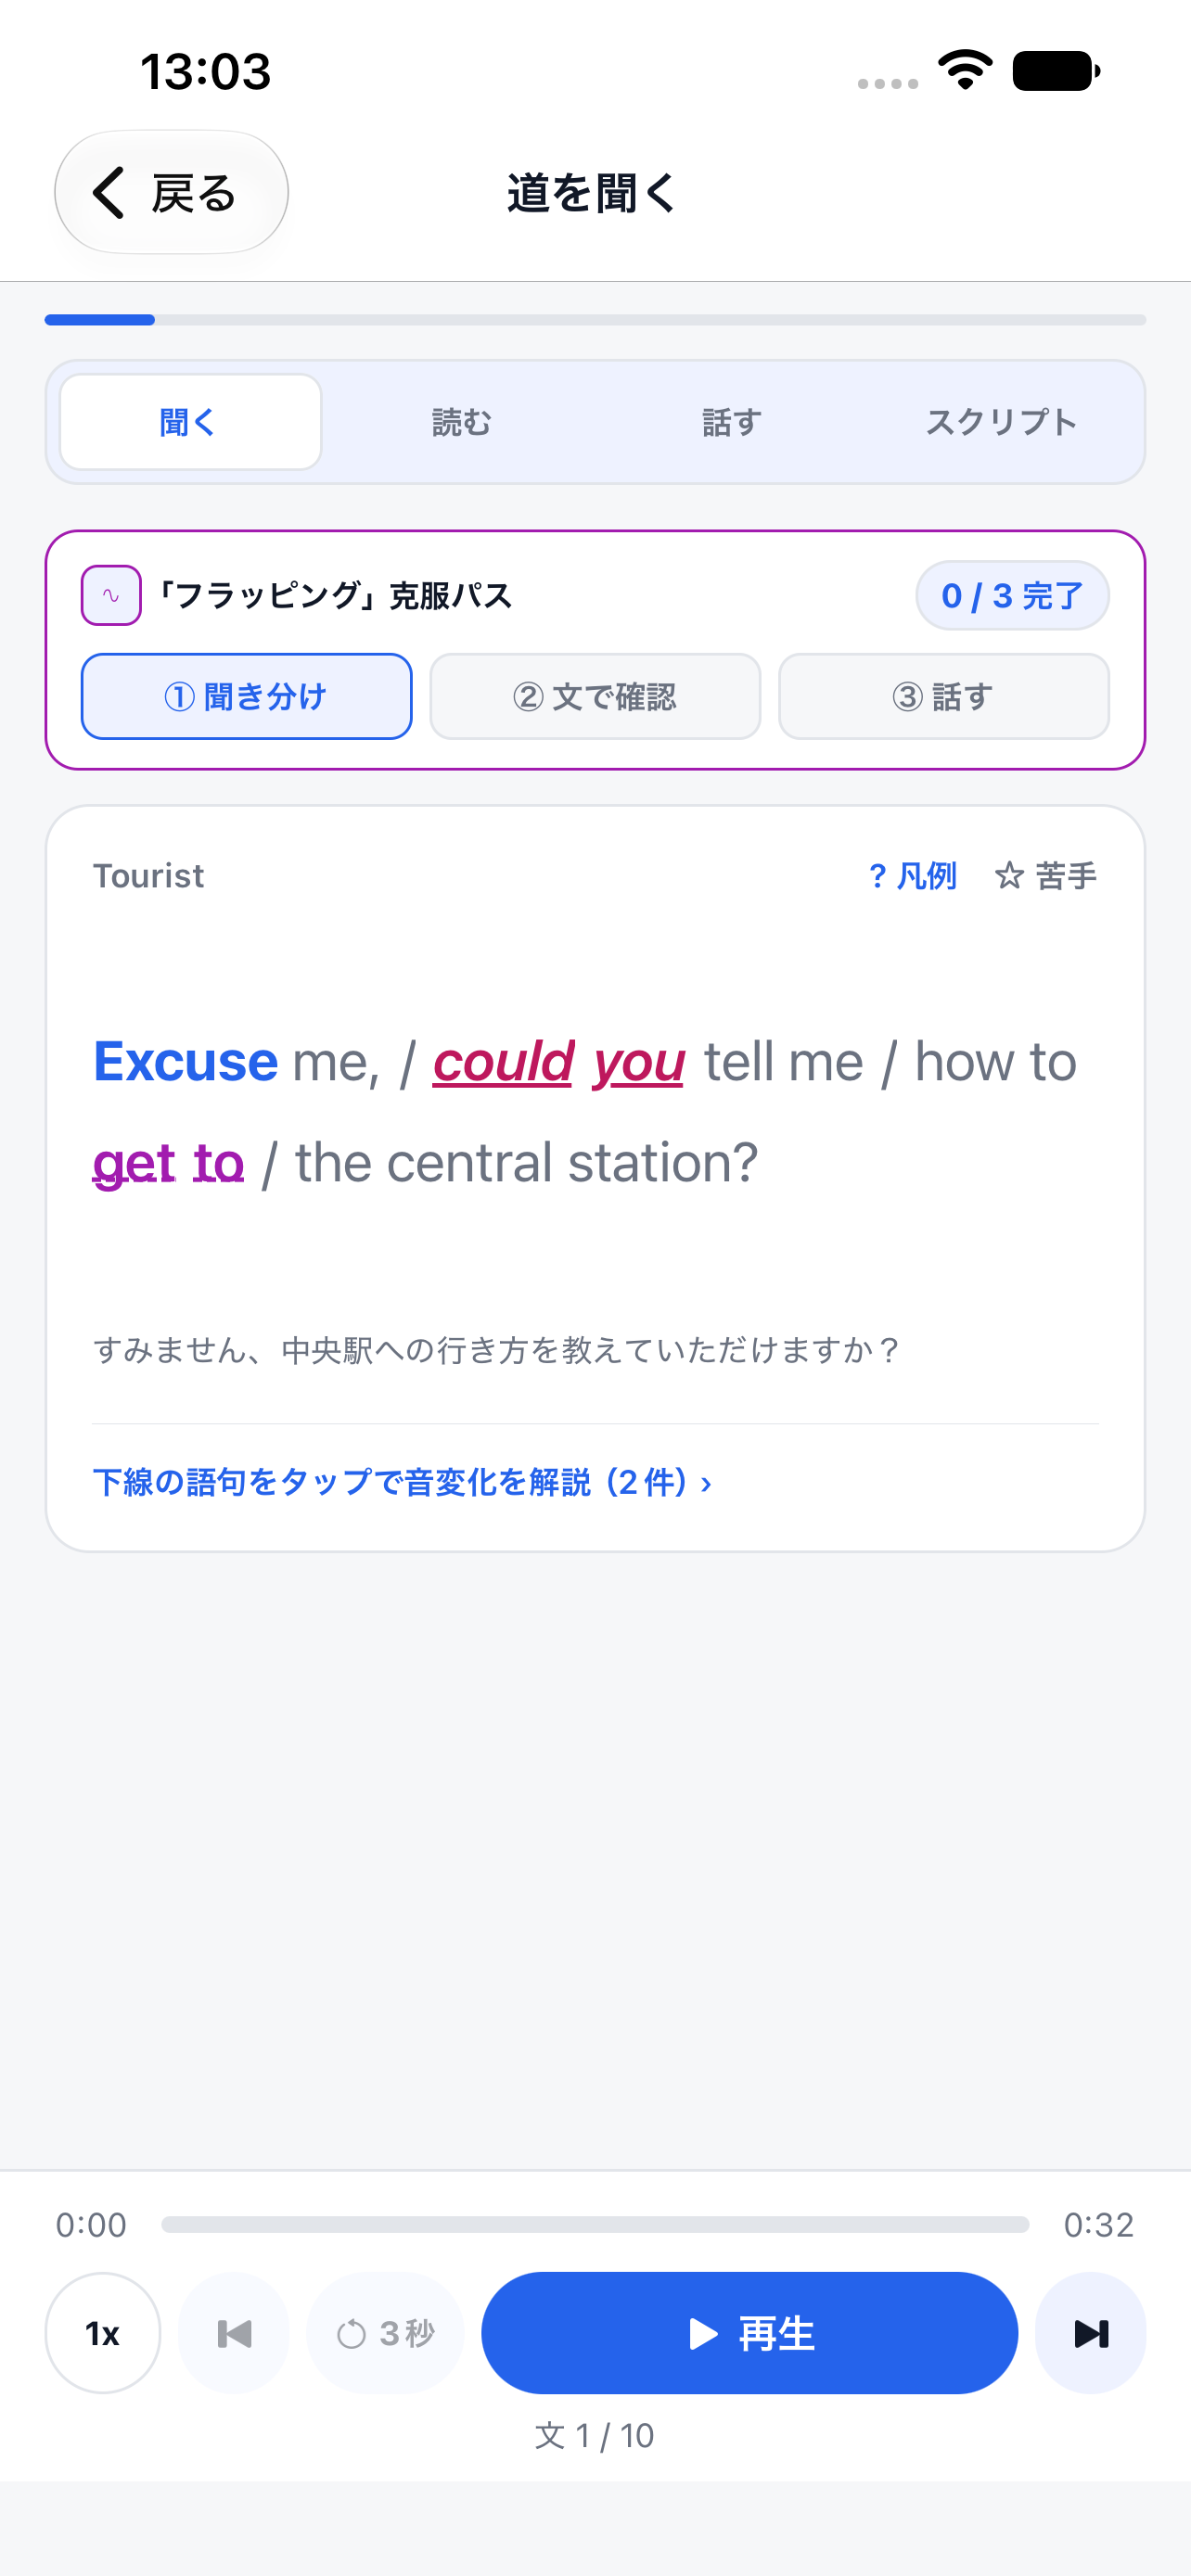 13:03
戻る
道を聞く
聞く 読む 話す スクリプト
「フラッピング」克服パス 0 / 3 完了
① 聞き分け ② 文で確認 ③ 話す
Tourist ? 凡例 ☆ 苦手
Excuse me, / could you tell me / how to
get to / the central station?
すみません、中央駅への行き方を教えていただけますか？
下線の語句をタップで音変化を解説（2 件）›
0:00 0:32
1x 3 秒 再生
文 1 / 10